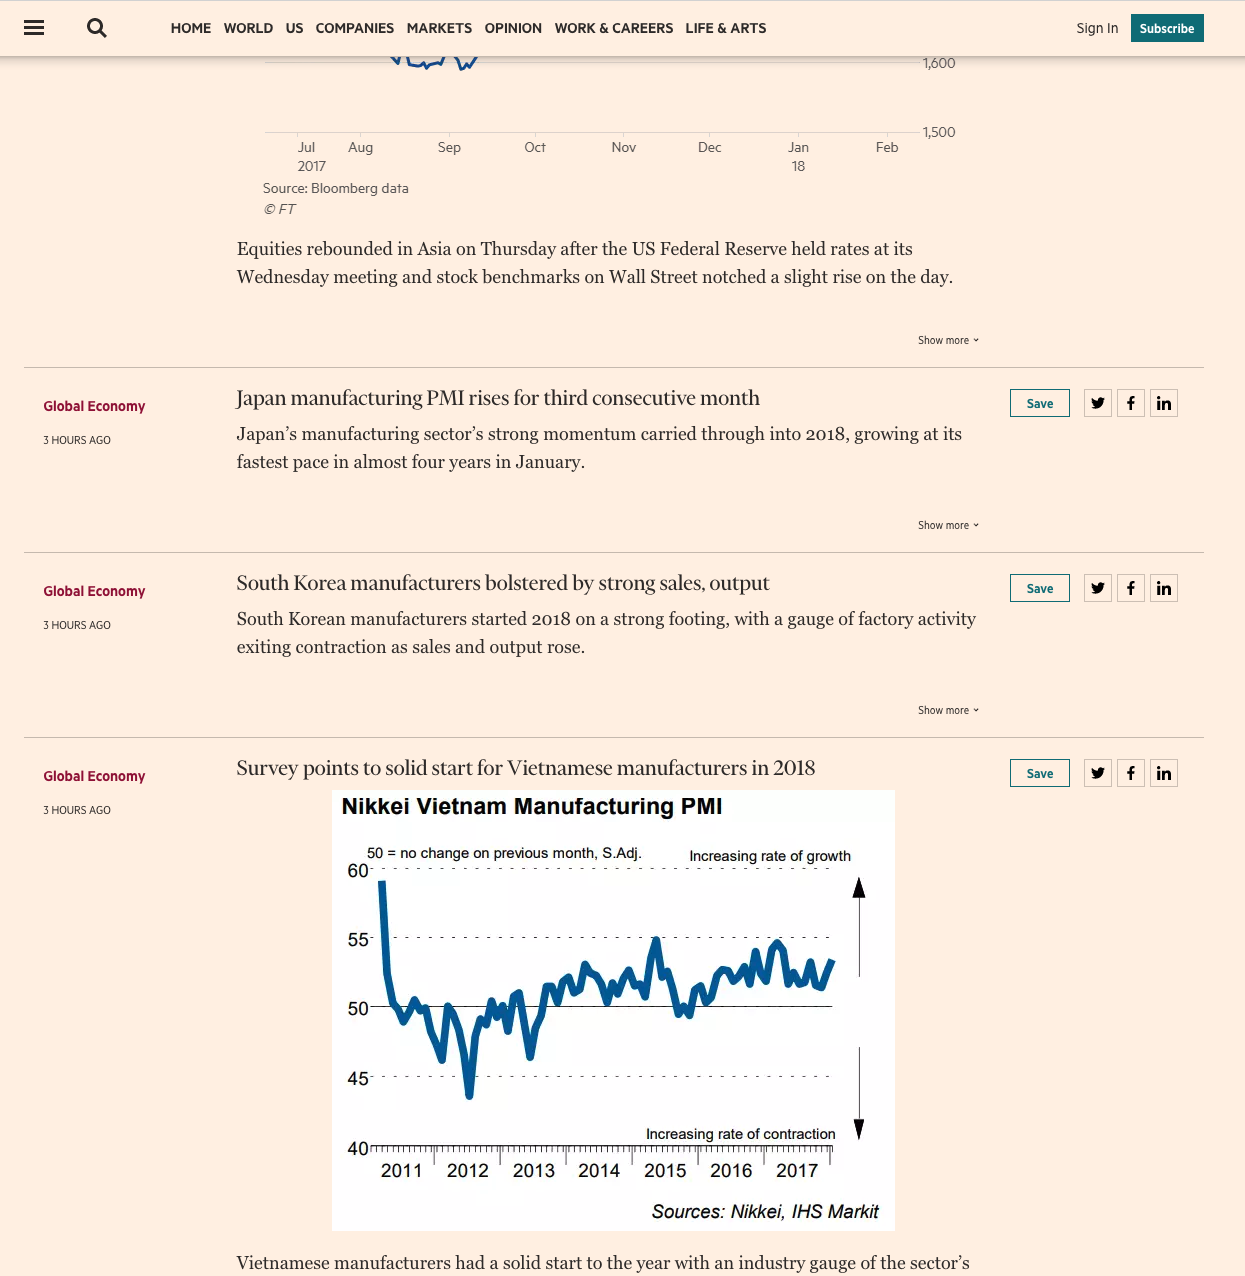 HOME WORLD US COMPANIES MARKETS OPINION WORK & CAREERS LIFE & ARTS Sign In Subscribe
1,600
1,500
Jul Aug Sep Oct Nov Dec Jan Feb
2017 18
Source: Bloomberg data
© FT
Equities rebounded in Asia on Thursday after the US Federal Reserve held rates at its
Wednesday meeting and stock benchmarks on Wall Street notched a slight rise on the day.
Show more
Global Economy
3 HOURS AGO
Japan manufacturing PMI rises for third consecutive month
Japan’s manufacturing sector’s strong momentum carried through into 2018, growing at its
fastest pace in almost four years in January.
Save
Show more
Global Economy
3 HOURS AGO
South Korea manufacturers bolstered by strong sales, output
South Korean manufacturers started 2018 on a strong footing, with a gauge of factory activity
exiting contraction as sales and output rose.
Save
Show more
Global Economy
3 HOURS AGO
Survey points to solid start for Vietnamese manufacturers in 2018
Save
Nikkei Vietnam Manufacturing PMI
50 = no change on previous month, S.Adj.
Increasing rate of growth
60
55
50
45
40
Increasing rate of contraction
2011 2012 2013 2014 2015 2016 2017
Sources: Nikkei, IHS Markit
Vietnamese manufacturers had a solid start to the year with an industry gauge of the sector’s